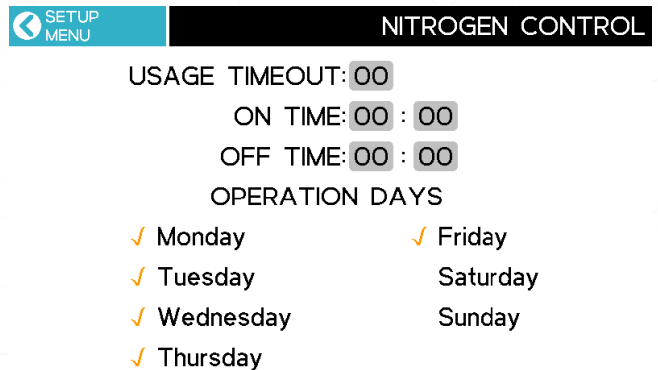 SETUP
MENU
NITROGEN CONTROL
USAGE TIMEOUT: 00
ON TIME: 00 : 00
OFF TIME: 00 : 00
OPERATION DAYS
√ Monday
√ Friday
√ Tuesday
Saturday
√ Wednesday
Sunday
√ Thursday